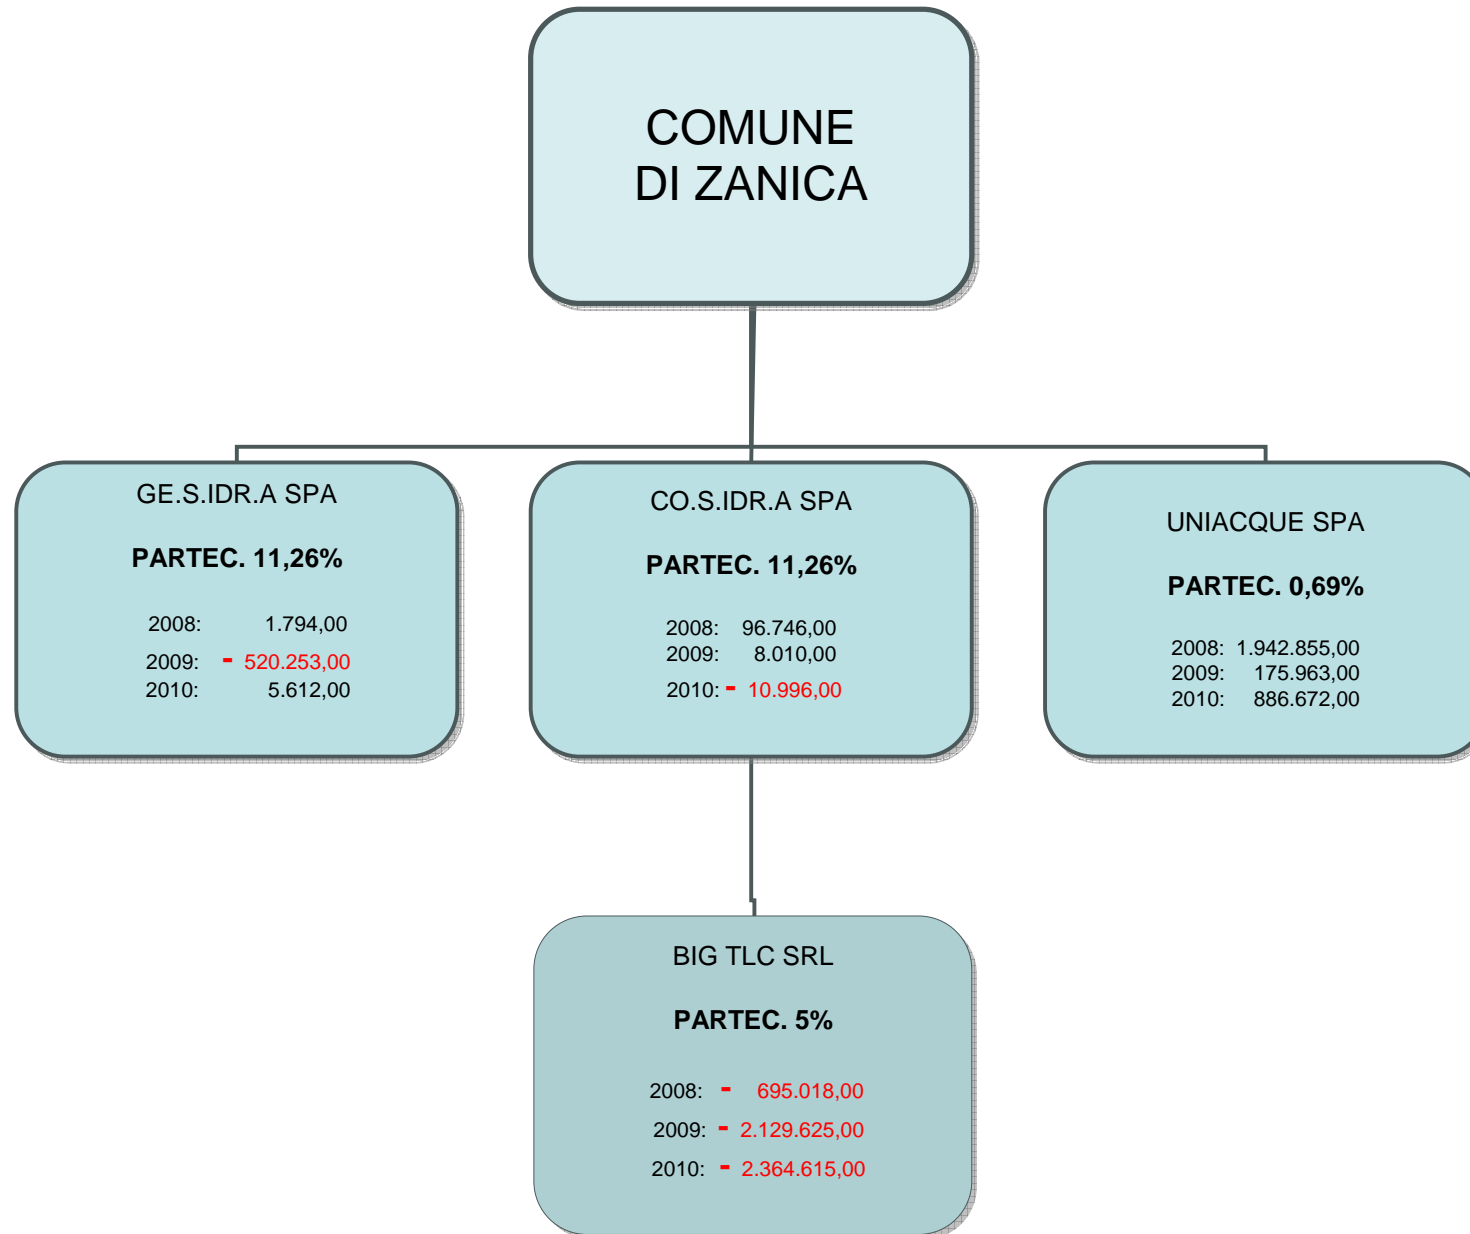 COMUNE
DI ZANICA
GE.S.IDR.A SPA
PARTEC. 11,26%
2008: 1.794,00
2009: - 520.253,00
2010: 5.612,00
CO.S.IDR.A SPA
PARTEC. 11,26%
2008: 96.746,00
2009: 8.010,00
2010: - 10.996,00
UNIACQUE SPA
PARTEC. 0,69%
2008: 1.942.855,00
2009: 175.963,00
2010: 886.672,00
BIG TLC SRL
PARTEC. 5%
2008: - 695.018,00
2009: - 2.129.625,00
2010: - 2.364.615,00